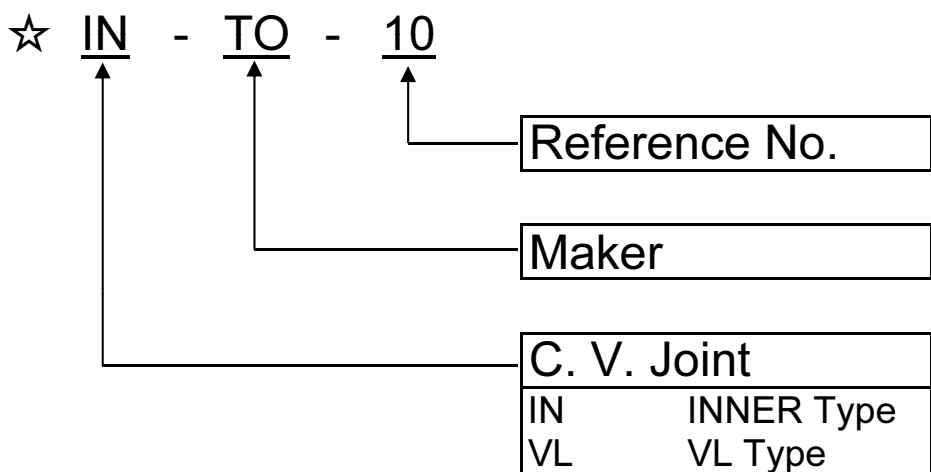 ☆ IN - TO - 10
Reference No.
Maker
C. V. Joint
IN INNER Type
VL VL Type